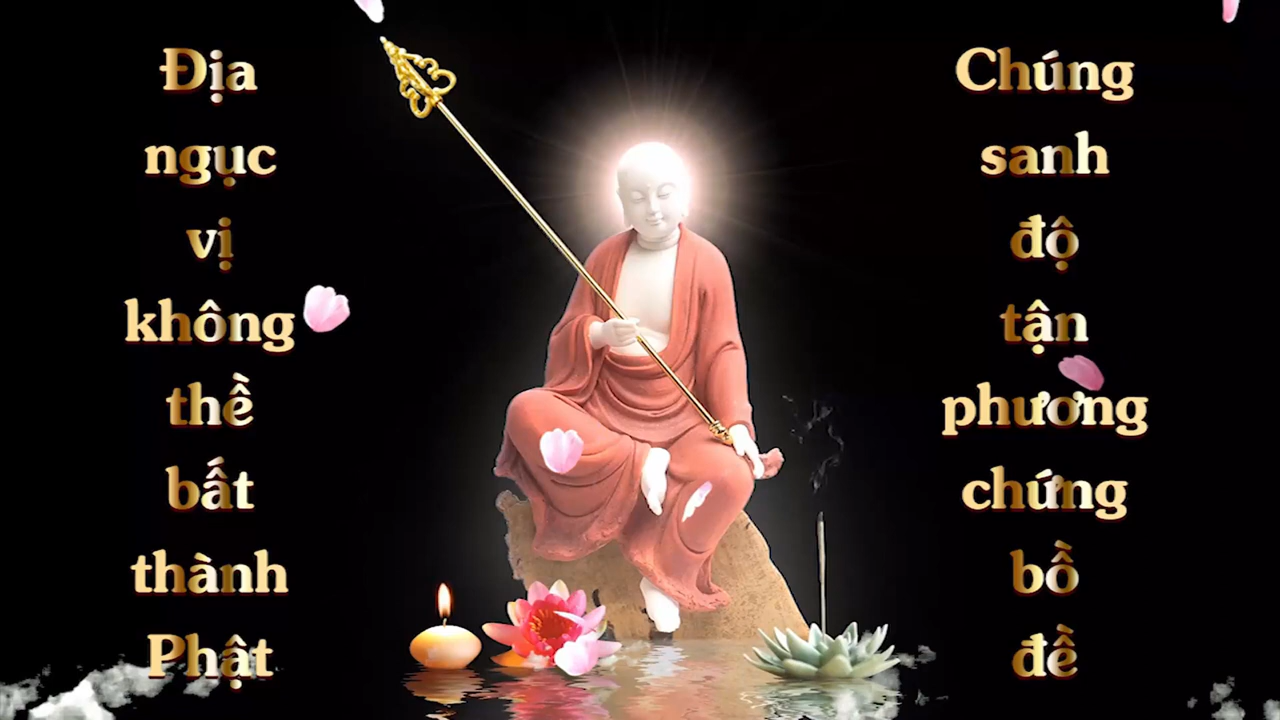 Địa
ngục
vị
không
thề
bất
thành
Phật
Chúng
sanh
độ
tận
phương
chứng
bồ
đề